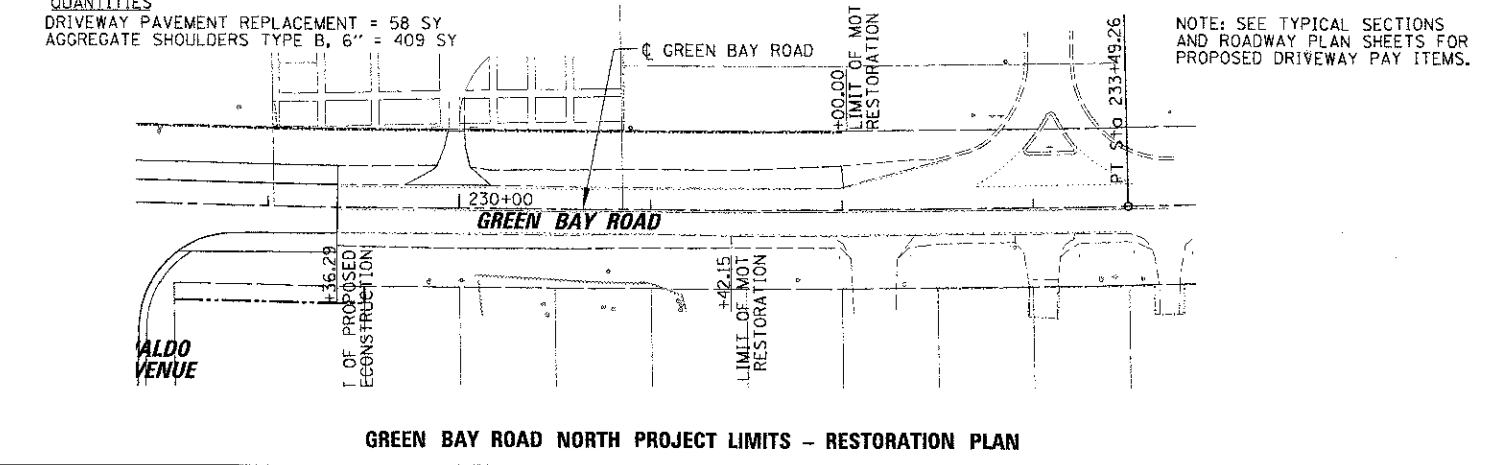 QUANTITIES
DRIVEWAY PAVEMENT REPLACEMENT = 58 SY
AGGREGATE SHOULDERS TYPE B, 6" = 409 SY
℄ GREEN BAY ROAD
+00.00
LIMIT OF MOT
RESTORATION
PT Sta 233+49.26
NOTE: SEE TYPICAL SECTIONS
AND ROADWAY PLAN SHEETS FOR
PROPOSED DRIVEWAY PAY ITEMS.
230+00
GREEN BAY ROAD
+36.29
T OF PROPOSED
ECONSTRUCTION
+42.15
LIMIT OF MOT
RESTORATION
ALDO
VENUE
GREEN BAY ROAD NORTH PROJECT LIMITS - RESTORATION PLAN